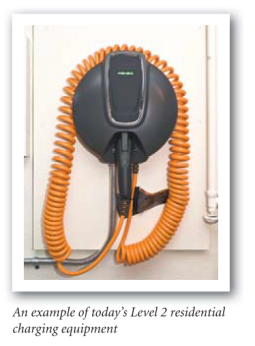 An example of today's Level 2 residential
charging equipment